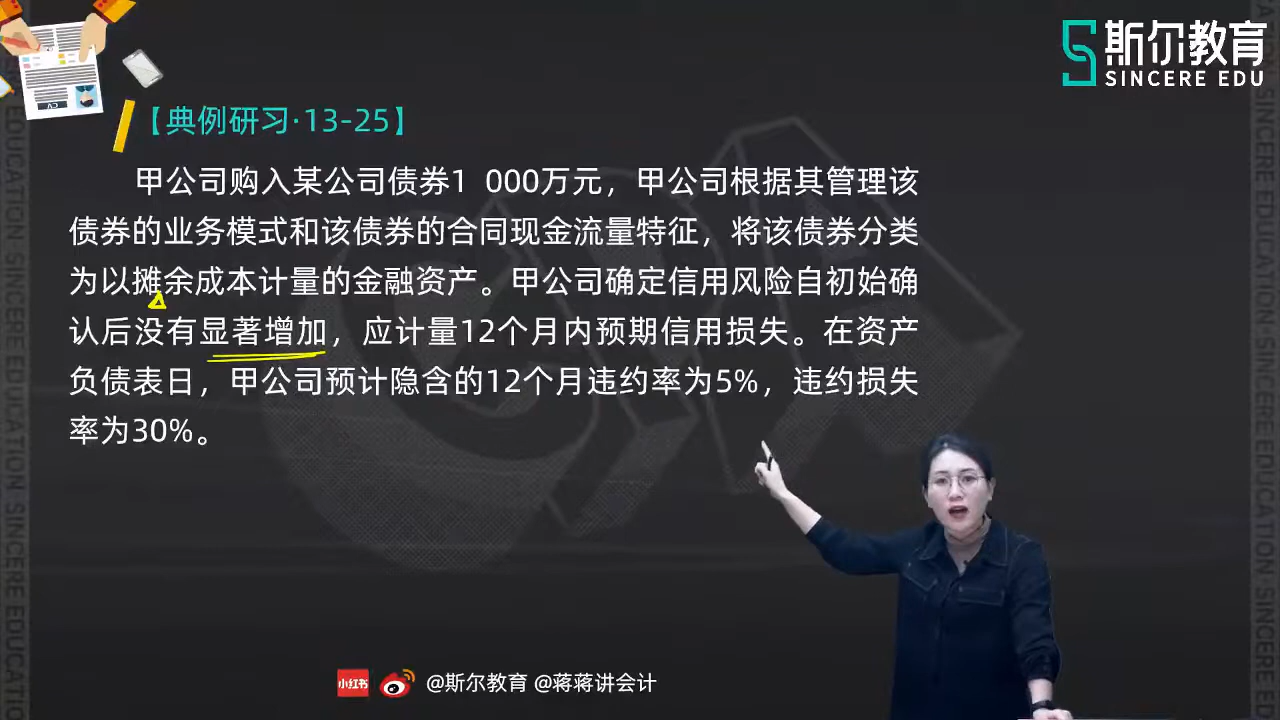 斯尔教育
SINCERE EDU
【典例研习·13-25】
甲公司购入某公司债券1 000万元，甲公司根据其管理该
债券的业务模式和该债券的合同现金流量特征，将该债券分类
为以摊余成本计量的金融资产。甲公司确定信用风险自初始确
认后没有显著增加，应计量12个月内预期信用损失。在资产
负债表日，甲公司预计隐含的12个月违约率为5%，违约损失
率为30%。
小红书 @斯尔教育 @蒋蒋讲会计